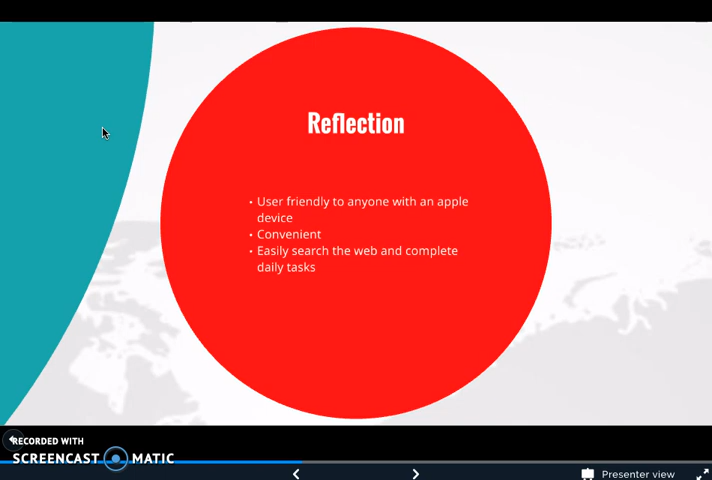 Reflection
• User friendly to anyone with an apple
device
• Convenient
• Easily search the web and complete
daily tasks
RECORDED WITH
SCREENCAST MATIC
Presenter view